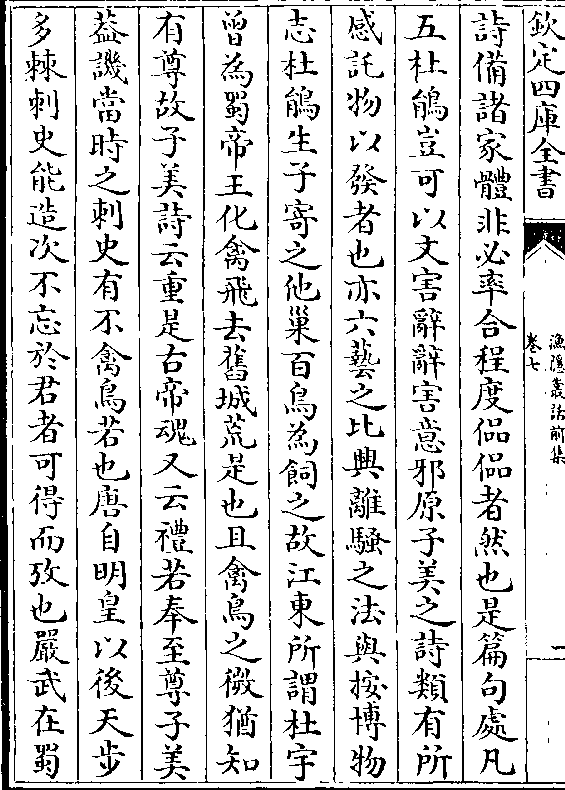 欽定四庫全書
漁隱叢話前集
卷七
二
詩備諸家體非必率合程度侃侃者然也是篇句處凡
五杜鵑豈可以文害辭辭害意邪原子美之詩類有所
感託物以發者也亦六藝之比興離騷之法與按博物
志杜鵑生子寄之他巢百鳥為飼之故江東所謂杜宇
曾為蜀帝王化禽飛去舊城荒是也且禽鳥之微猶知
有尊故子美詩云重是古帝魂又云禮若奉至尊子美
葢譏當時之刺史有不禽鳥若也唐自明皇以後天步
多棘刺史能造次不忘於君者可得而攷也嚴武在蜀